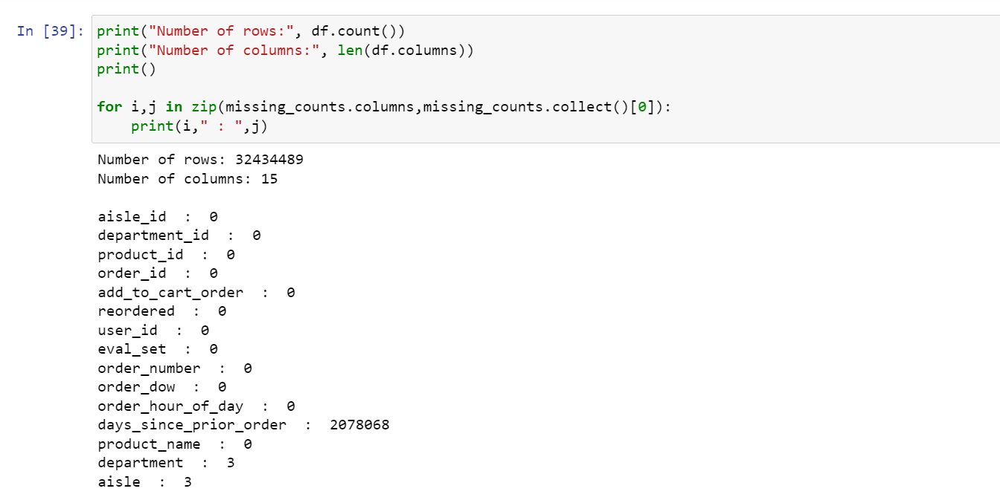 In [39]: print("Number of rows:", df.count())
print("Number of columns:", len(df.columns))
print()
for i,j in zip(missing_counts.columns,missing_counts.collect()[0]):
    print(i," : ",j)
Number of rows: 32434489
Number of columns: 15
aisle_id  :  0
department_id  :  0
product_id  :  0
order_id  :  0
add_to_cart_order  :  0
reordered  :  0
user_id  :  0
eval_set  :  0
order_number  :  0
order_dow  :  0
order_hour_of_day  :  0
days_since_prior_order  :  2078068
product_name  :  0
department  :  3
aisle  :  3